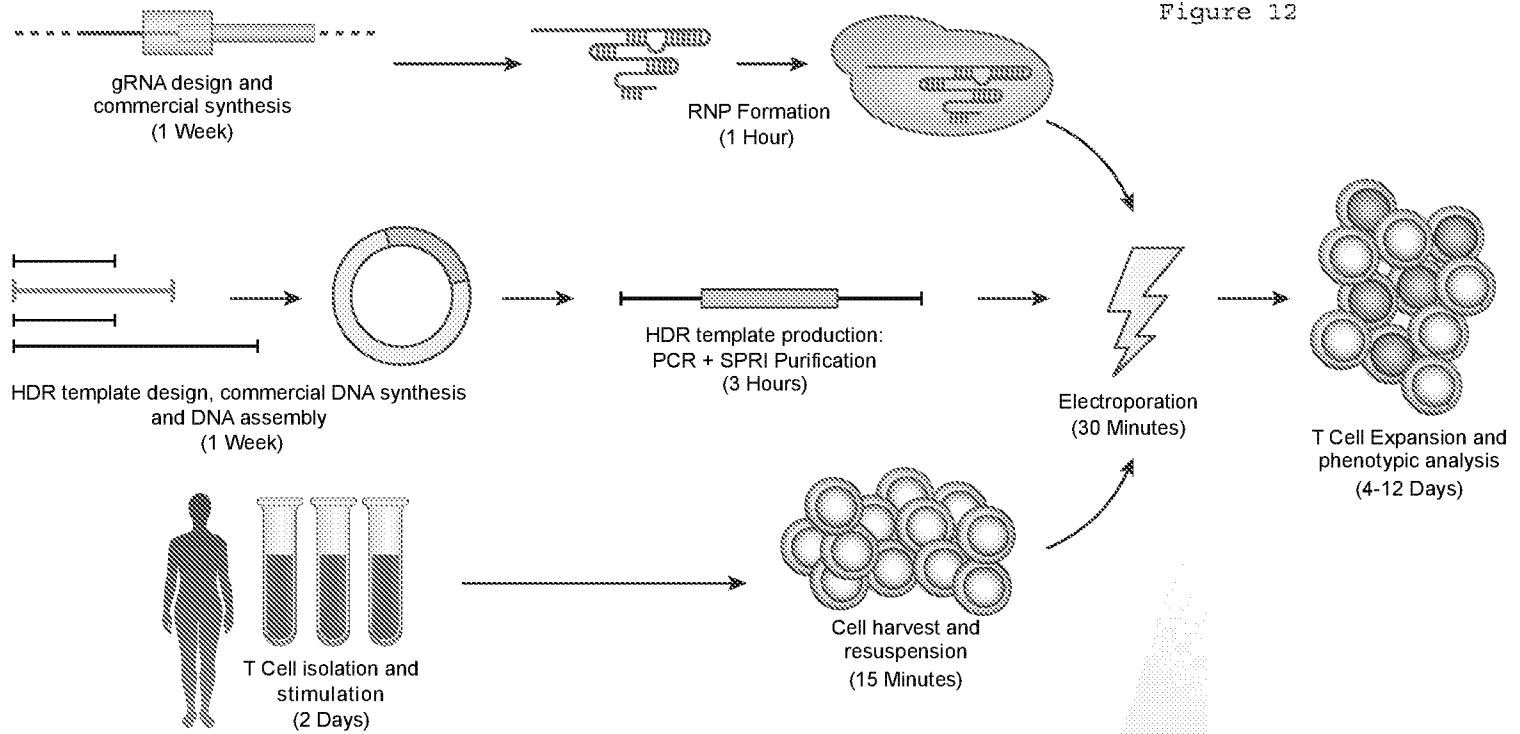 Figure 12
gRNA design and
commercial synthesis
(1 Week)
RNP Formation
(1 Hour)
HDR template design, commercial DNA synthesis
and DNA assembly
(1 Week)
HDR template production:
PCR + SPRI Purification
(3 Hours)
Electroporation
(30 Minutes)
T Cell Expansion and
phenotypic analysis
(4-12 Days)
T Cell isolation and
stimulation
(2 Days)
Cell harvest and
resuspension
(15 Minutes)